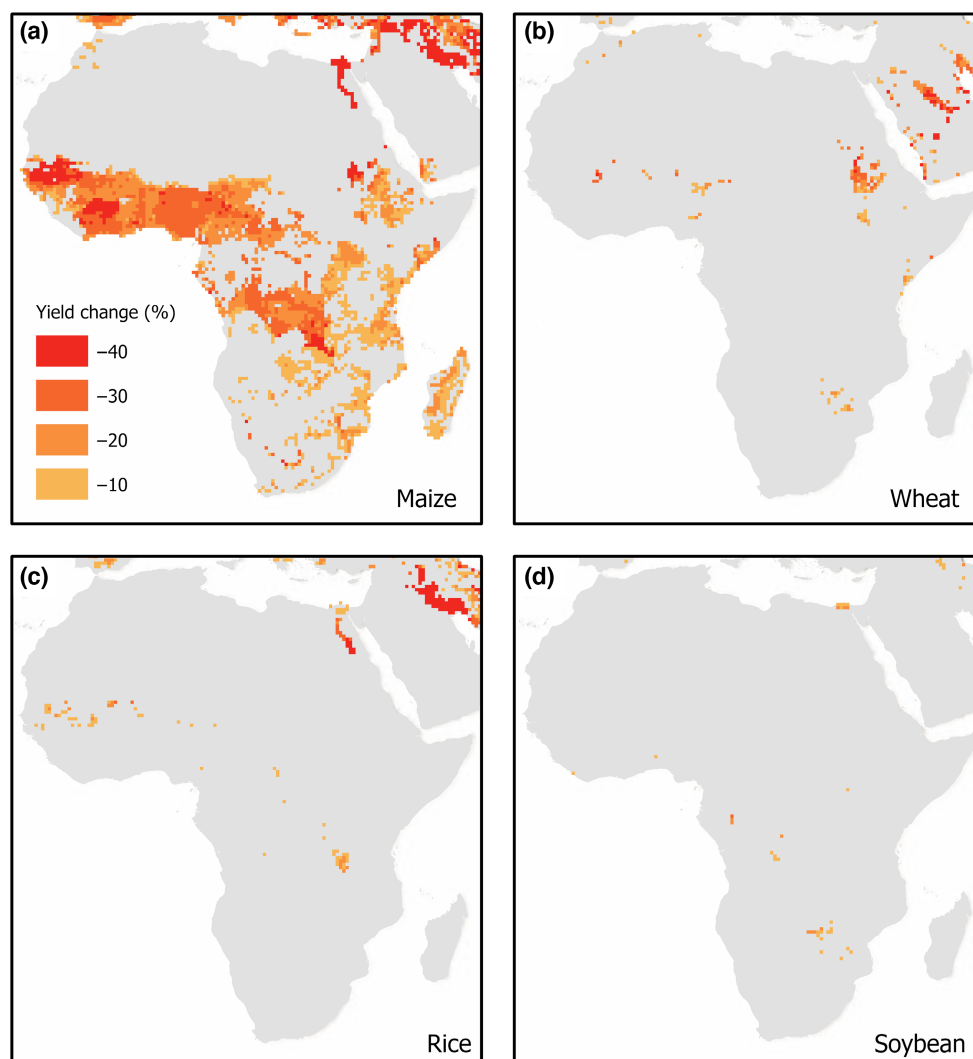 (a)
Yield change (%)
–40
–30
–20
–10
Maize
(b)
Wheat
(c)
Rice
(d)
Soybean